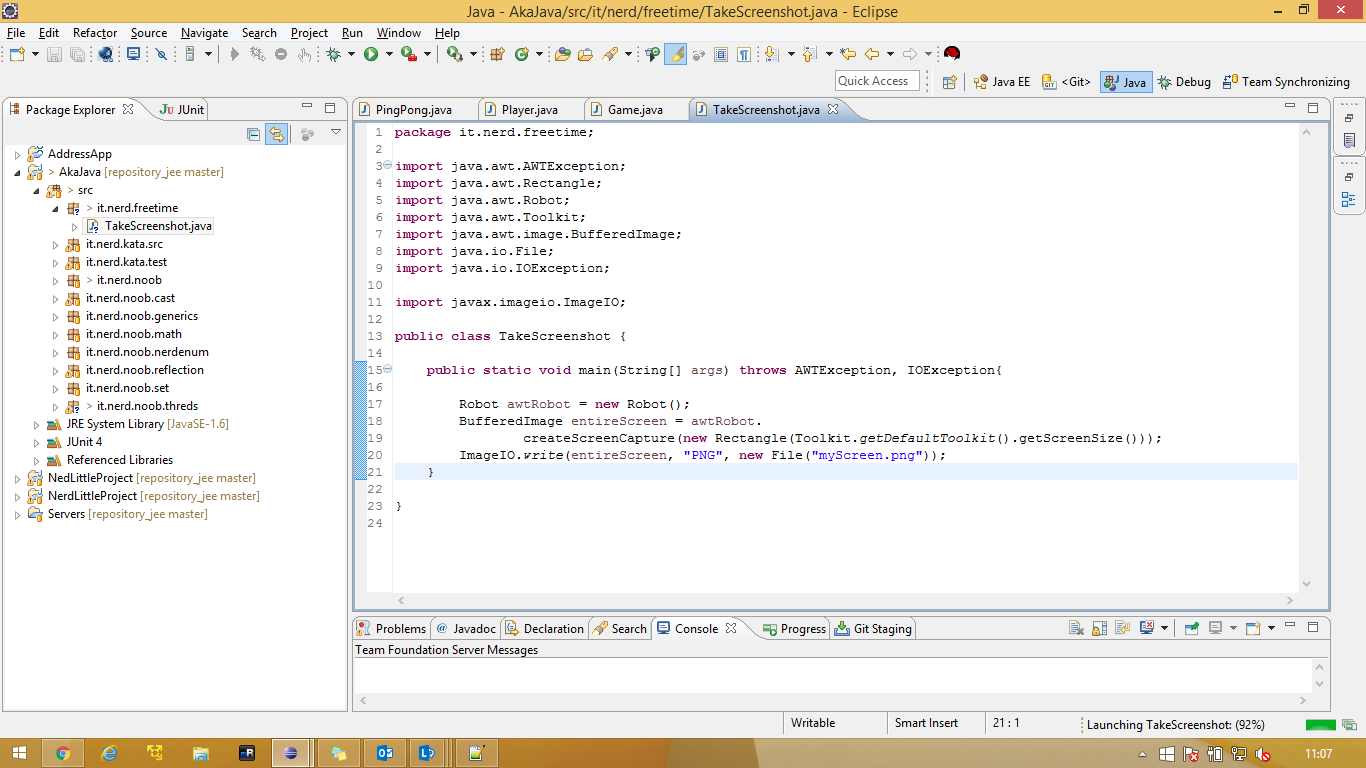 Java - AkaJava/src/it/nerd/freetime/TakeScreenshot.java - Eclipse
File Edit Refactor Source Navigate Search Project Run Window Help
Quick Access
Java EE
<Git>
Java
Debug
Team Synchronizing
Package Explorer
JUnit
AddressApp
> AkaJava [repository_jee master]
> src
> it.nerd.freetime
TakeScreenshot.java
it.nerd.kata.src
it.nerd.kata.test
> it.nerd.noob
it.nerd.noob.cast
it.nerd.noob.generics
it.nerd.noob.math
it.nerd.noob.nerdenum
it.nerd.noob.reflection
it.nerd.noob.set
> it.nerd.noob.threds
JRE System Library [JavaSE-1.6]
JUnit 4
Referenced Libraries
NedLittleProject [repository_jee master]
NerdLittleProject [repository_jee master]
Servers [repository_jee master]
PingPong.java Player.java Game.java TakeScreenshot.java
1 package it.nerd.freetime;
2
3 import java.awt.AWTException;
4 import java.awt.Rectangle;
5 import java.awt.Robot;
6 import java.awt.Toolkit;
7 import java.awt.image.BufferedImage;
8 import java.io.File;
9 import java.io.IOException;
10
11 import javax.imageio.ImageIO;
12
13 public class TakeScreenshot {
14
15 public static void main(String[] args) throws AWTException, IOException{
16
17 Robot awtRobot = new Robot();
18 BufferedImage entireScreen = awtRobot.
19 createScreenCapture(new Rectangle(Toolkit.getDefaultToolkit().getScreenSize()));
20 ImageIO.write(entireScreen, "PNG", new File("myScreen.png"));
21 }
22
23 }
24
Problems Javadoc Declaration Search Console Progress Git Staging
Team Foundation Server Messages
Writable Smart Insert 21 : 1 Launching TakeScreenshot: (92%)
11:07